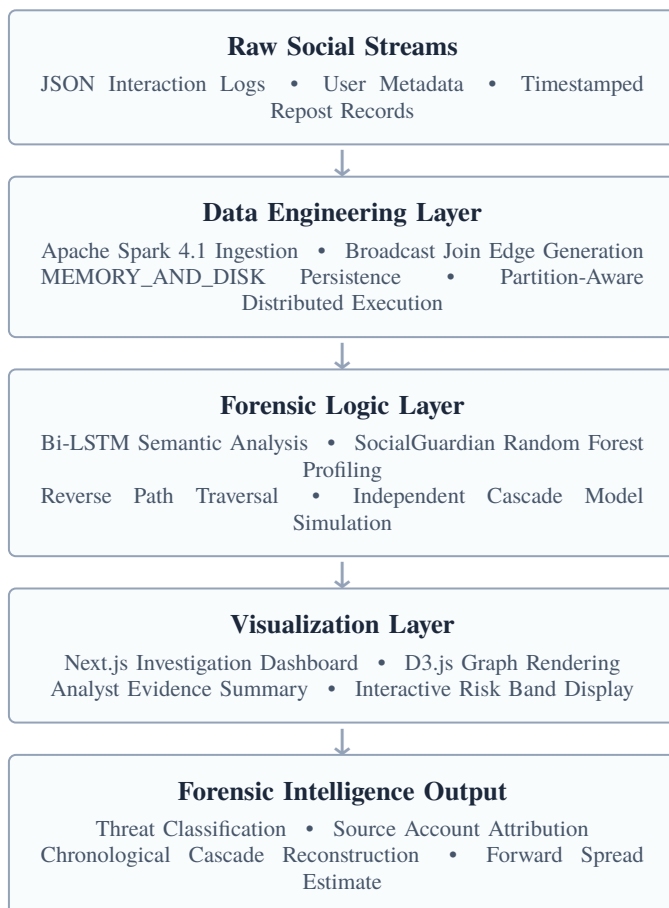 Raw Social Streams
JSON Interaction Logs • User Metadata • Timestamped
Repost Records
Data Engineering Layer
Apache Spark 4.1 Ingestion • Broadcast Join Edge Generation
MEMORY_AND_DISK Persistence • Partition-Aware
Distributed Execution
Forensic Logic Layer
Bi-LSTM Semantic Analysis • SocialGuardian Random Forest
Profiling
Reverse Path Traversal • Independent Cascade Model
Simulation
Visualization Layer
Next.js Investigation Dashboard • D3.js Graph Rendering
Analyst Evidence Summary • Interactive Risk Band Display
Forensic Intelligence Output
Threat Classification • Source Account Attribution
Chronological Cascade Reconstruction • Forward Spread
Estimate